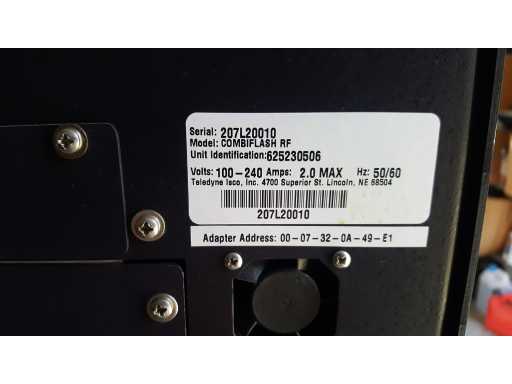 Serial: 207L20010
Model: COMBIFLASH RF
Unit Identification:625230506
Volts: 100-240 Amps: 2.0 MAX Hz: 50/60
Teledyne Isco, Inc. 4700 Superior St. Lincoln, NE 68504
207L20010
Adapter Address: 00-07-32-0A-49-E1